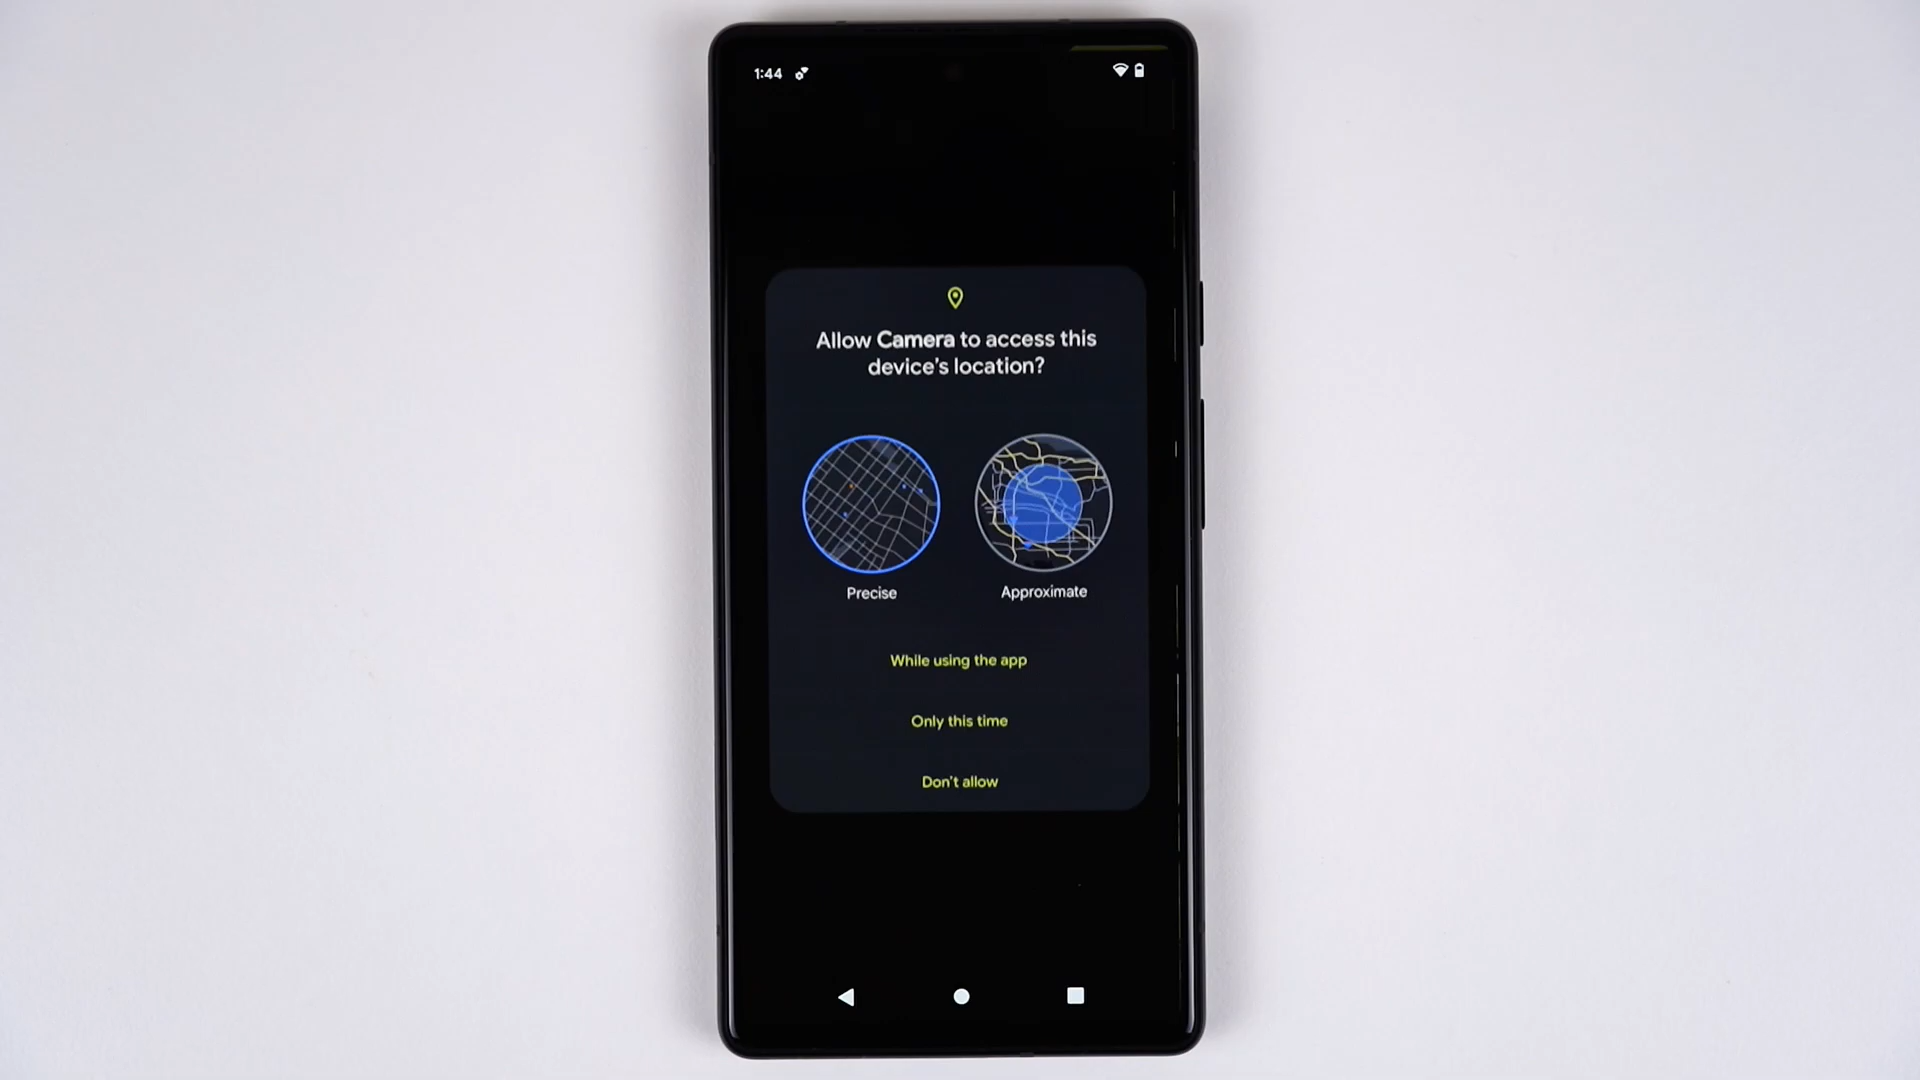 1:44
Allow Camera to access this
device's location?
Precise
Approximate
While using the app
Only this time
Don't allow